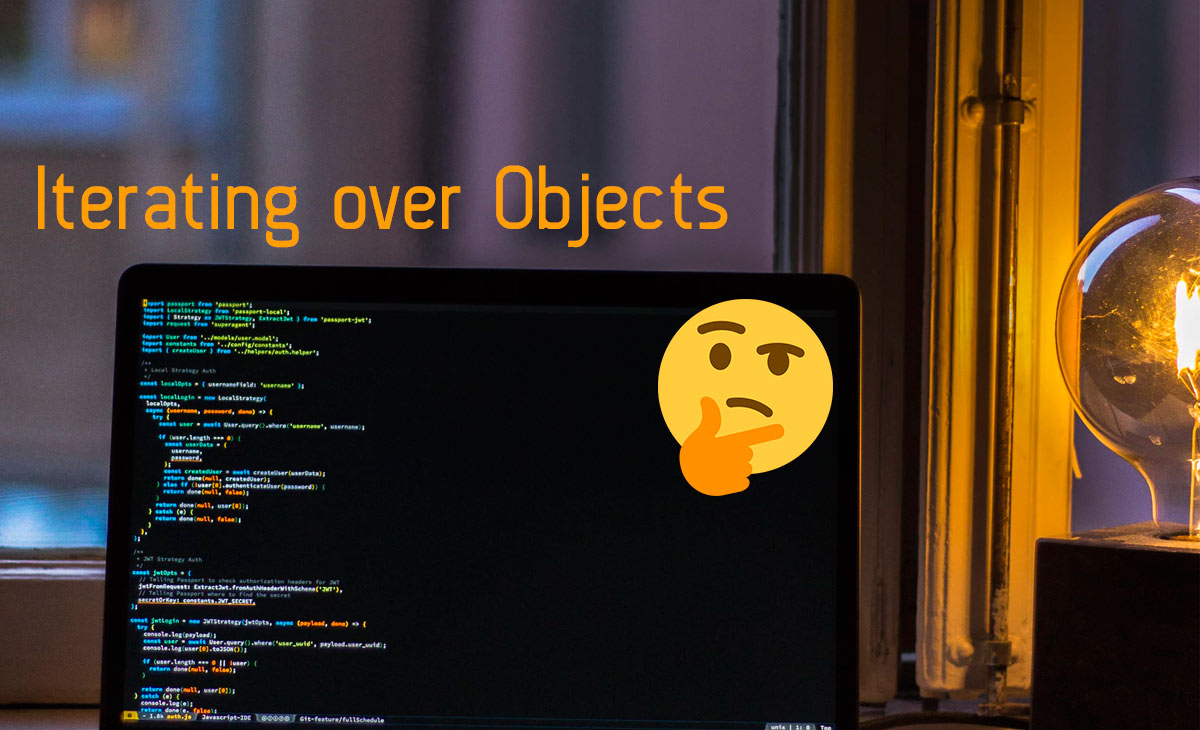 Iterating over Objects
import passport from 'passport';
import LocalStrategy from 'passport-local';
import { Strategy as JWTStrategy, ExtractJwt } from 'passport-jwt';
import request from 'superagent';
import User from '../models/user.model';
import constants from '../config/constants';
import { createUser } from '../helpers/auth.helper';
/**
* Local Strategy Auth
*/
const localOpts = { usernameField: 'username' };
const localLogin = new LocalStrategy(
localOpts,
async (username, password, done) => {
try {
const user = await User.query().where('username', username);
if (user.length === 0) {
const userData = {
username,
password,
};
const createdUser = await createUser(userData);
return done(null, createdUser);
} else if (!user[0].authenticateUser(password)) {
return done(null, false);
}
return done(null, user[0]);
} catch (e) {
return done(null, false);
}
},
);
/**
* JWT Strategy Auth
*/
const jwtOpts = {
// Telling Passport to check authorization headers for JWT
jwtFromRequest: ExtractJwt.fromAuthHeaderWithScheme('JWT'),
// Telling Passport where to find the secret
secretOrKey: constants.JWT_SECRET,
};
const jwtLogin = new JWTStrategy(jwtOpts, async (payload, done) => {
try {
console.log(payload);
const user = await User.query().where('user_uuid', payload.user_uuid);
console.log(user[0].toJSON());
if (user.length === 0 || !user) {
return done(null, false);
}
return done(null, user[0]);
} catch (e) {
console.log(e);
return done(e, false);
- 1.8k auth.js Javascript-IDE Git-feature/fullSchedule unix | 1: 0 Top